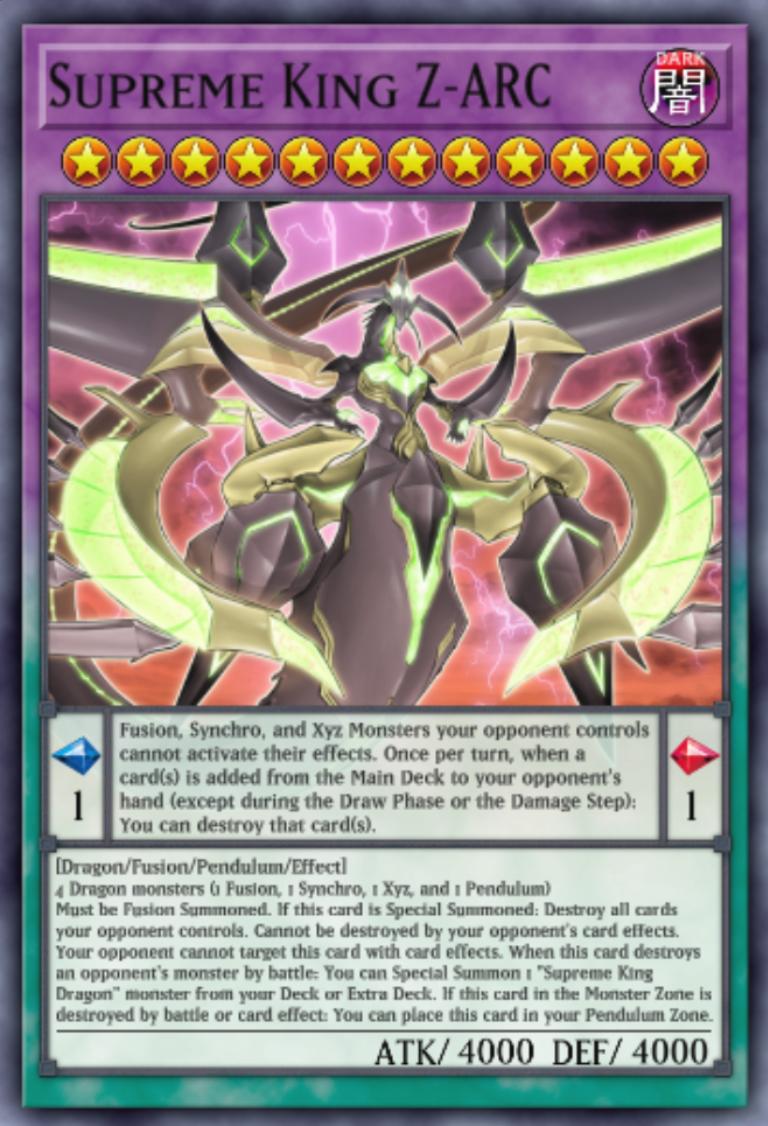 SUPREME KING Z-ARC
DARK
闇
Fusion, Synchro, and Xyz Monsters your opponent controls
cannot activate their effects. Once per turn, when a
card(s) is added from the Main Deck to your opponent's
hand (except during the Draw Phase or the Damage Step):
You can destroy that card(s).
1
1
[Dragon/Fusion/Pendulum/Effect]
4 Dragon monsters (1 Fusion, 1 Synchro, 1 Xyz, and 1 Pendulum)
Must be Fusion Summoned. If this card is Special Summoned: Destroy all cards
your opponent controls. Cannot be destroyed by your opponent's card effects.
Your opponent cannot target this card with card effects. When this card destroys
an opponent's monster by battle: You can Special Summon 1 "Supreme King
Dragon" monster from your Deck or Extra Deck. If this card in the Monster Zone is
destroyed by battle or card effect: You can place this card in your Pendulum Zone.
ATK/ 4000 DEF/ 4000